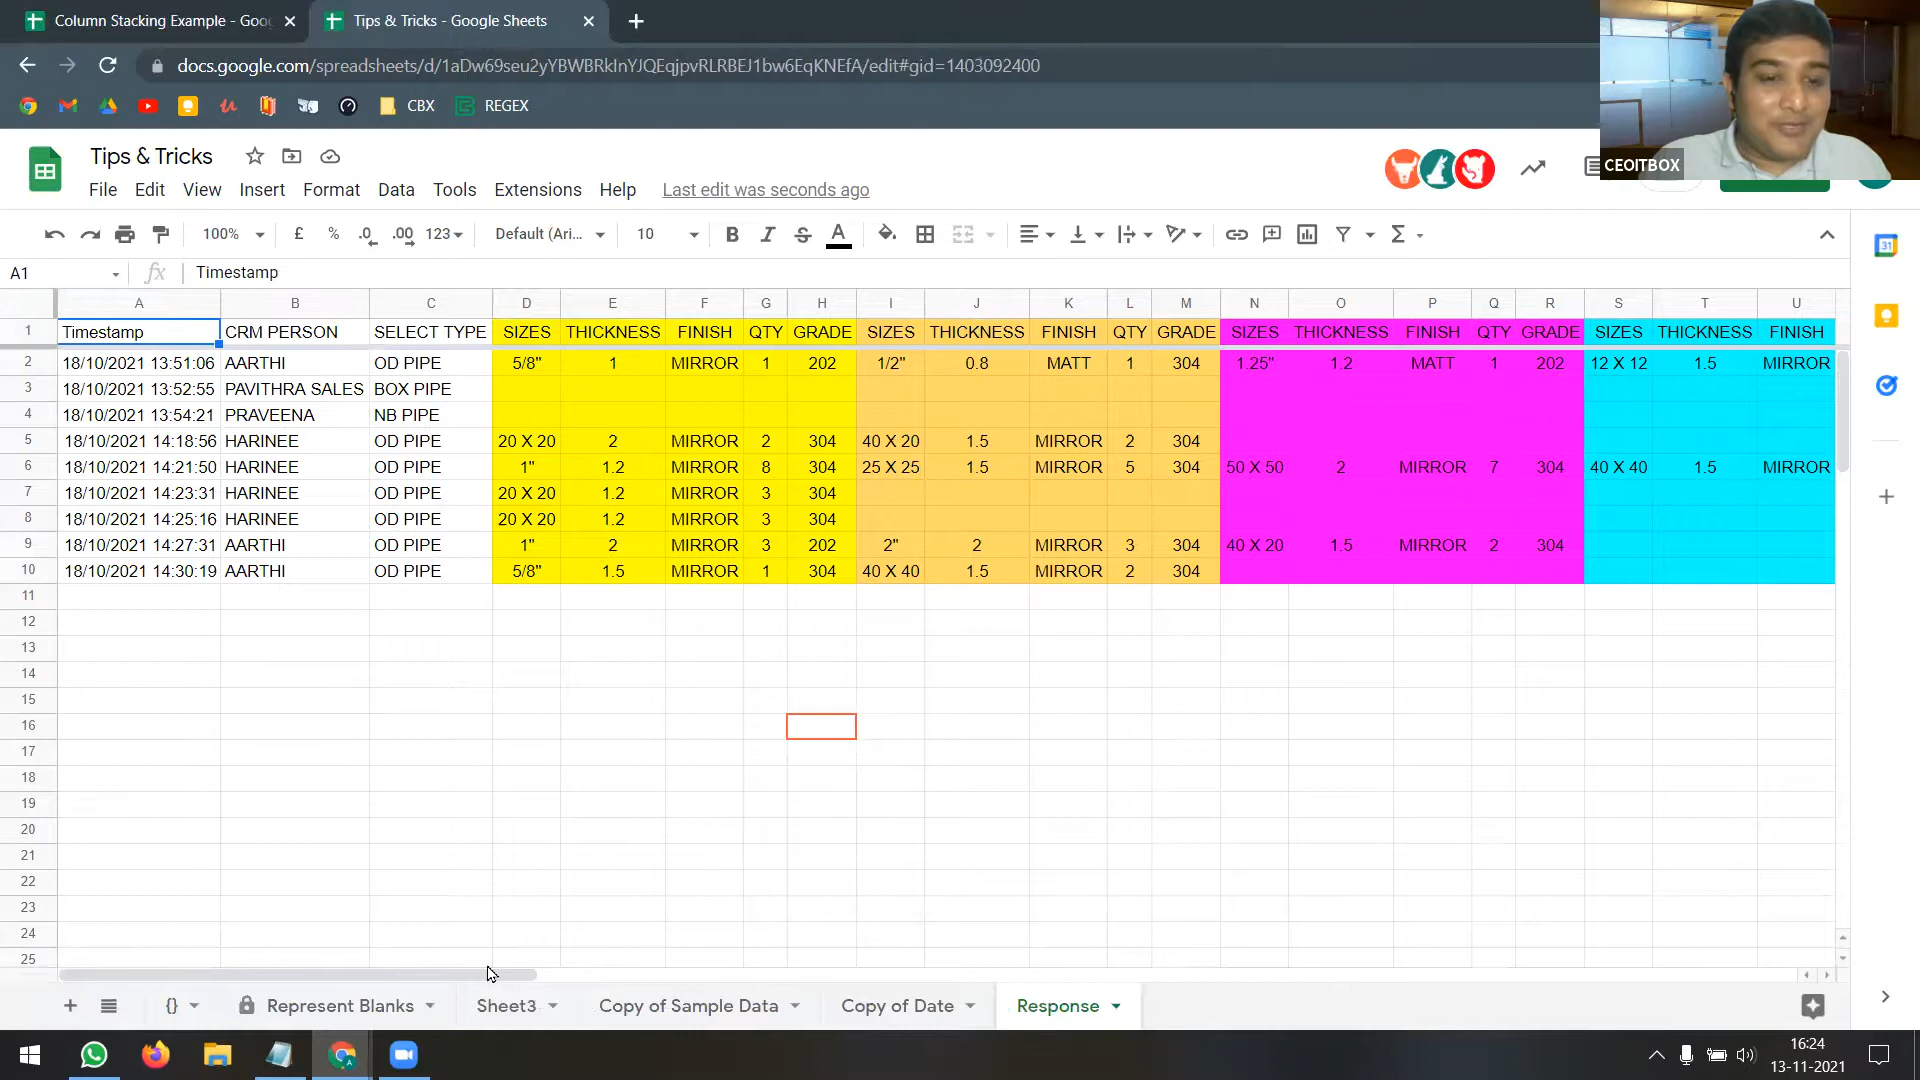 Column Stacking Example - Goo
Tips & Tricks - Google Sheets
docs.google.com/spreadsheets/d/1aDw69seu2yYBWBRkInYJQEqjpvRLRBEJ1bw6EqKNEfA/edit#gid=1403092400
CBX
REGEX
CEOITBOX
Tips & Tricks
File Edit View Insert Format Data Tools Extensions Help Last edit was seconds ago
100% £ % .0 .00 123 Default (Ari... 10 B I S A Σ
A1 fx Timestamp
31
A B C D E F G H I J K L M N O P Q R S T U
1 Timestamp CRM PERSON SELECT TYPE SIZES THICKNESS FINISH QTY GRADE SIZES THICKNESS FINISH QTY GRADE SIZES THICKNESS FINISH QTY GRADE SIZES THICKNESS FINISH
2 18/10/2021 13:51:06 AARTHI OD PIPE 5/8" 1 MIRROR 1 202 1/2" 0.8 MATT 1 304 1.25" 1.2 MATT 1 202 12 X 12 1.5 MIRROR
3 18/10/2021 13:52:55 PAVITHRA SALES BOX PIPE
4 18/10/2021 13:54:21 PRAVEENA NB PIPE
5 18/10/2021 14:18:56 HARINEE OD PIPE 20 X 20 2 MIRROR 2 304 40 X 20 1.5 MIRROR 2 304
6 18/10/2021 14:21:50 HARINEE OD PIPE 1" 1.2 MIRROR 8 304 25 X 25 1.5 MIRROR 5 304 50 X 50 2 MIRROR 7 304 40 X 40 1.5 MIRROR
7 18/10/2021 14:23:31 HARINEE OD PIPE 20 X 20 1.2 MIRROR 3 304
8 18/10/2021 14:25:16 HARINEE OD PIPE 20 X 20 1.2 MIRROR 3 304
9 18/10/2021 14:27:31 AARTHI OD PIPE 1" 2 MIRROR 3 202 2" 2 MIRROR 3 304 40 X 20 1.5 MIRROR 2 304
10 18/10/2021 14:30:19 AARTHI OD PIPE 5/8" 1.5 MIRROR 1 304 40 X 40 1.5 MIRROR 2 304
11
12
13
14
15
16
17
18
19
20
21
22
23
24
25
{} Represent Blanks Sheet3 Copy of Sample Data Copy of Date Response
16:24
13-11-2021